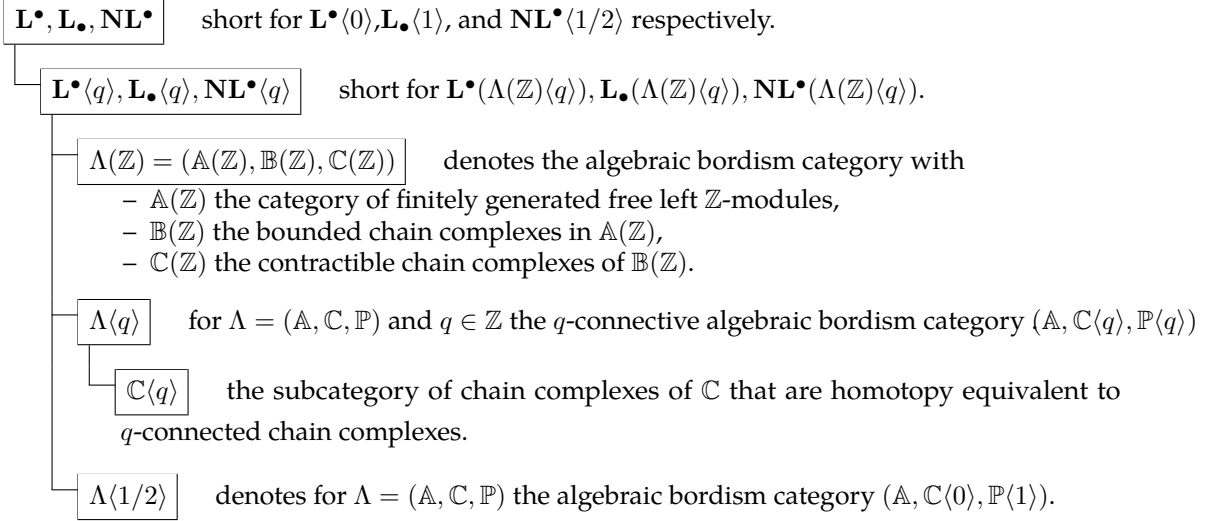 𝐋•, 𝐋•, 𝐍𝐋• short for 𝐋•⟨0⟩,𝐋•⟨1⟩, and 𝐍𝐋•⟨1/2⟩ respectively.
𝐋•⟨q⟩, 𝐋•⟨q⟩, 𝐍𝐋•⟨q⟩ short for 𝐋•(Λ(ℤ)⟨q⟩), 𝐋•(Λ(ℤ)⟨q⟩), 𝐍𝐋•(Λ(ℤ)⟨q⟩).
Λ(ℤ) = (𝔸(ℤ), 𝔹(ℤ), ℂ(ℤ)) denotes the algebraic bordism category with
– 𝔸(ℤ) the category of finitely generated free left ℤ-modules,
– 𝔹(ℤ) the bounded chain complexes in 𝔸(ℤ),
– ℂ(ℤ) the contractible chain complexes of 𝔹(ℤ).
Λ⟨q⟩ for Λ = (𝔸, ℂ, ℙ) and q ∈ ℤ the q-connective algebraic bordism category (𝔸, ℂ⟨q⟩, ℙ⟨q⟩)
ℂ⟨q⟩ the subcategory of chain complexes of ℂ that are homotopy equivalent to
q-connected chain complexes.
Λ⟨1/2⟩ denotes for Λ = (𝔸, ℂ, ℙ) the algebraic bordism category (𝔸, ℂ⟨0⟩, ℙ⟨1⟩).